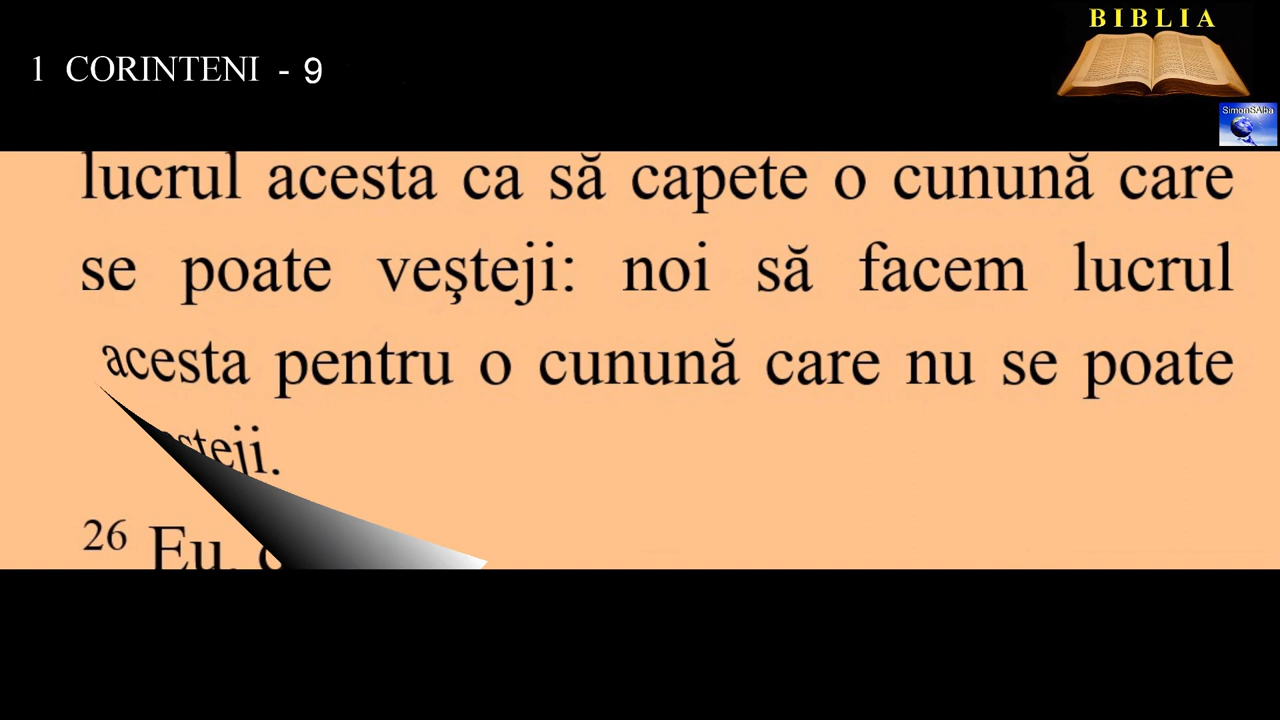 BIBLIA
1 CORINTENI - 9
SimonSAlba
lucrul acesta ca să capete o cunună care
se poate veşteji: noi să facem lucrul
acesta pentru o cunună care nu se poate
26 Eu,